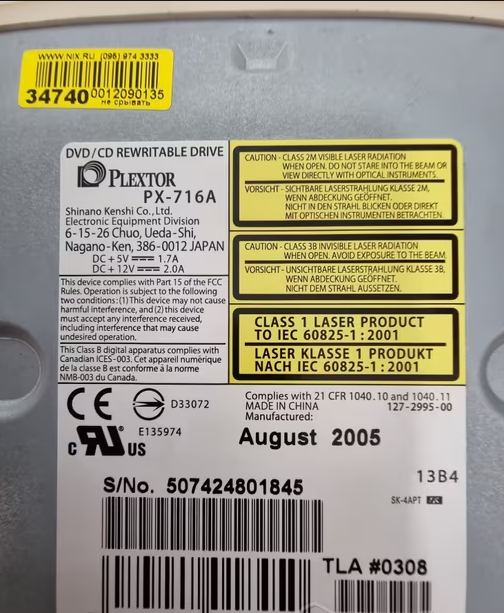 WWW.NIX.RU (095) 974 3333
34740 0012090135
не срывать
DVD/CD REWRITABLE DRIVE
PLEXTOR
PX-716A
Shinano Kenshi Co., Ltd.
Electronic Equipment Division
6-15-26 Chuo, Ueda-Shi,
Nagano-Ken, 386-0012 JAPAN
DC + 5V 1.7A
DC + 12V 2.0A
This device complies with Part 15 of the FCC
Rules. Operation is subject to the following
two conditions: (1) This device may not cause
harmful interference, and (2) this device
must accept any interference received,
including interference that may cause
undesired operation.
This Class B digital apparatus complies with
Canadian ICES-003. Cet appareil numérique
de la classe B est conforme à la norme
NMB-003 du Canada.
CAUTION - CLASS 2M VISIBLE LASER RADIATION
WHEN OPEN. DO NOT STARE INTO THE BEAM OR
VIEW DIRECTLY WITH OPTICAL INSTRUMENTS.
VORSICHT - SICHTBARE LASERSTRAHLUNG KLASSE 2M,
WENN ABDECKUNG GEÖFFNET.
NICHT IN DEN STRAHL BLICKEN ODER DIREKT
MIT OPTISCHEN INSTRUMENTEN BETRACHTEN.
CAUTION - CLASS 3B INVISIBLE LASER RADIATION
WHEN OPEN. AVOID EXPOSURE TO THE BEAM.
VORSICHT - UNSICHTBARE LASERSTRAHLUNG KLASSE 3B,
WENN ABDECKUNG GEÖFFNET.
NICHT DEM STRAHL AUSSETZEN.
CLASS 1 LASER PRODUCT
TO IEC 60825-1 : 2001
LASER KLASSE 1 PRODUKT
NACH IEC 60825-1 : 2001
CE D33072
c RU US E135974
Complies with 21 CFR 1040.10 and 1040.11
MADE IN CHINA 127-2995-00
Manufactured:
August 2005
13B4
SK-4APT
S/No. 507424801845
TLA #0308